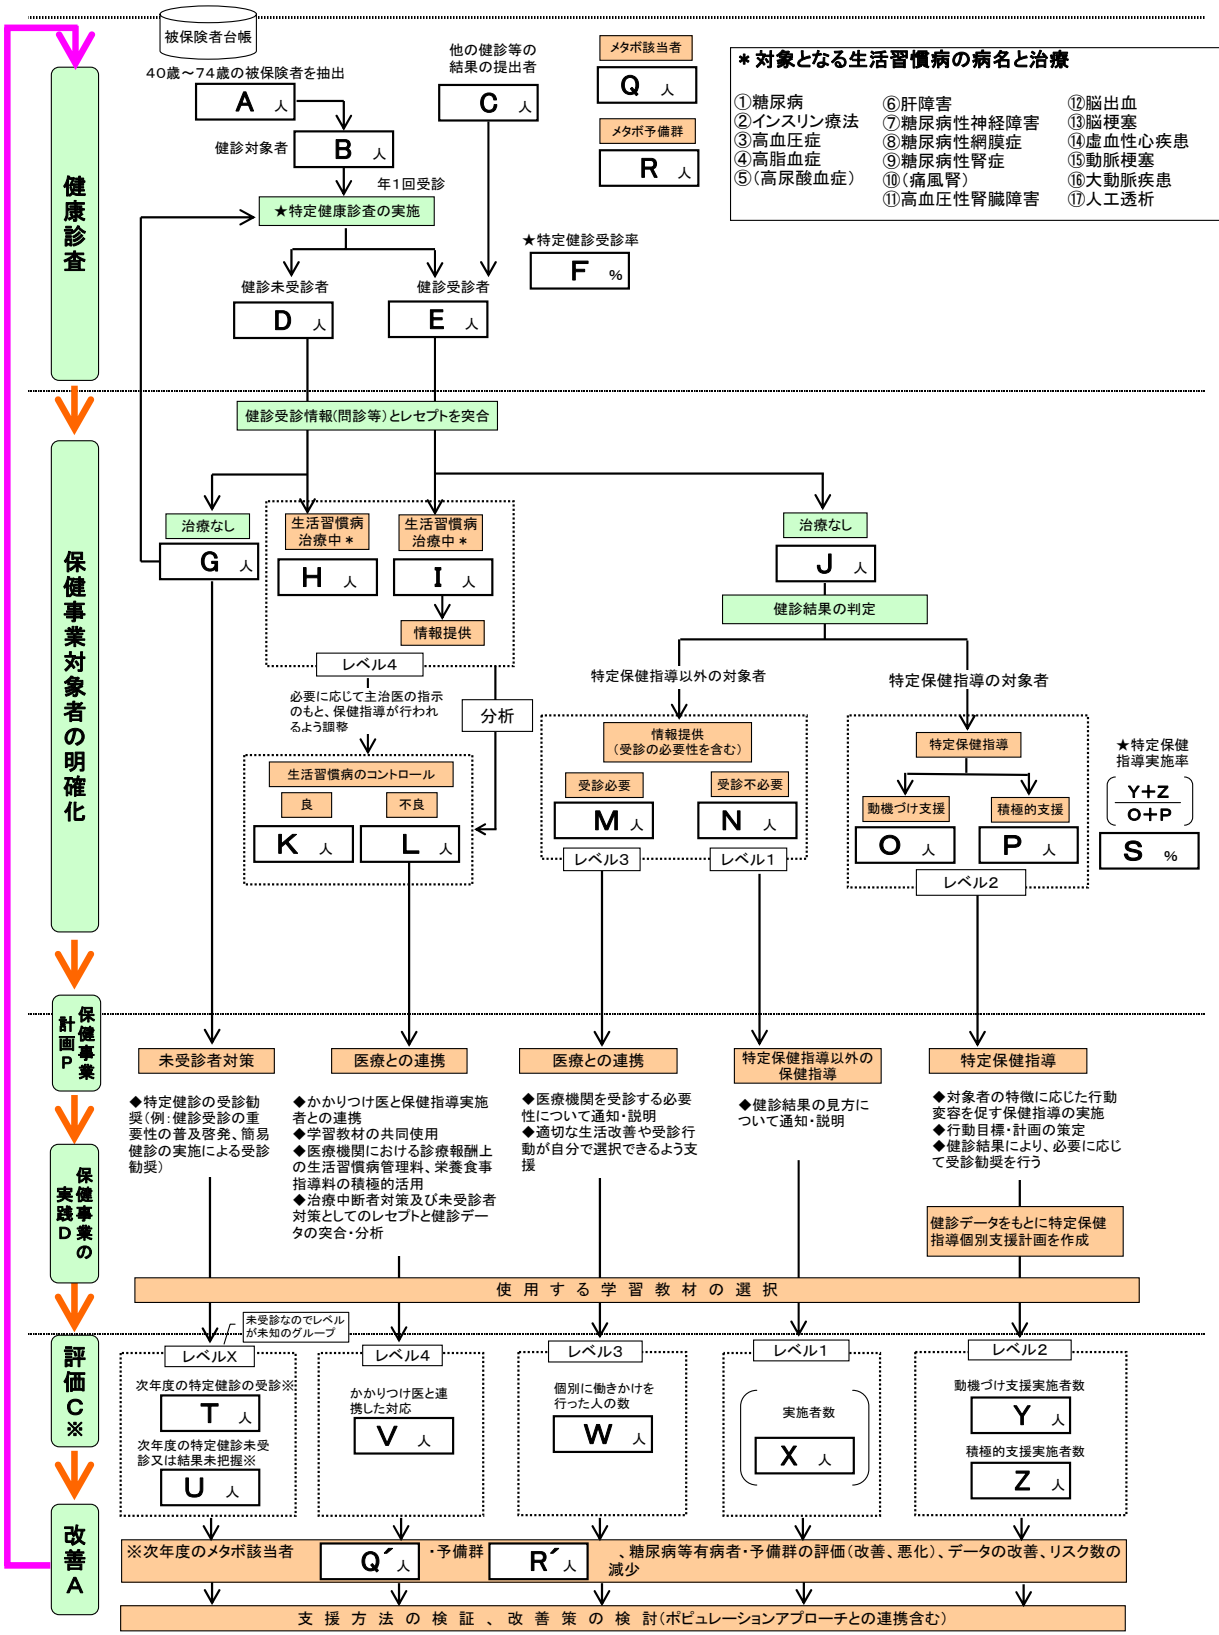 被保険者台帳
40歳～74歳の被保険者を抽出
A 人
健診対象者
B 人
年1回受診
★特定健康診査の実施
他の健診等の
結果の提出者
C 人
メタボ該当者
Q 人
メタボ予備群
R 人
＊対象となる生活習慣病の病名と治療
①糖尿病
②インスリン療法
③高血圧症
④高脂血症
⑤(高尿酸血症)
⑥肝障害
⑦糖尿病性神経障害
⑧糖尿病性網膜症
⑨糖尿病性腎症
⑩(痛風腎)
⑪高血圧性腎臓障害
⑫脳出血
⑬脳梗塞
⑭虚血性心疾患
⑮動脈梗塞
⑯大動脈疾患
⑰人工透析
健康診査
★特定健診受診率
F %
健診未受診者
D 人
健診受診者
E 人
健診受診情報(問診等)とレセプトを突合
保健事業対象者の明確化
治療なし
G 人
生活習慣病
治療中＊
H 人
生活習慣病
治療中＊
I 人
情報提供
レベル4
治療なし
J 人
健診結果の判定
必要に応じて主治医の指示
のもと、保健指導が行われ
るよう調整
分析
生活習慣病のコントロール
良
K 人
不良
L 人
特定保健指導以外の対象者
情報提供
(受診の必要性を含む)
受診必要
M 人
受診不必要
N 人
レベル3
レベル1
特定保健指導の対象者
特定保健指導
動機づけ支援
O 人
積極的支援
P 人
レベル2
★特定保健
指導実施率
Y+Z
O+P
S %
保健事業
計画P
未受診者対策
医療との連携
医療との連携
特定保健指導以外の
保健指導
特定保健指導
◆特定健診の受診勧
奨(例：健診受診の重
要性の普及啓発、簡易
健診の実施による受診
勧奨)
◆かかりつけ医と保健指導実施
者との連携
◆学習教材の共同使用
◆医療機関における診療報酬上
の生活習慣病管理料、栄養食事
指導料の積極的活用
◆治療中断者対策及び未受診者
対策としてのレセプトと健診デー
タの突合・分析
◆医療機関を受診する必要
性について通知・説明
◆適切な生活改善や受診行
動が自分で選択できるよう支
援
◆健診結果の見方に
ついて通知・説明
◆対象者の特徴に応じた行動
変容を促す保健指導の実施
◆行動目標・計画の策定
◆健診結果により、必要に応じ
て受診勧奨を行う
保健事業の
実践D
健診データをもとに特定保健
指導個別支援計画を作成
使用する学習教材の選択
評価C※
未受診なのでレベル
が未知のグループ
レベルX
次年度の特定健診の受診※
T 人
次年度の特定健診未受
診又は結果未把握※
U 人
レベル4
かかりつけ医と連
携した対応
V 人
レベル3
個別に働きかけを
行った人の数
W 人
レベル1
実施者数
X 人
レベル2
動機づけ支援実施者数
Y 人
積極的支援実施者数
Z 人
改善A
※次年度のメタボ該当者 Q´人 ・予備群 R´人 、糖尿病等有病者・予備群の評価(改善、悪化)、データの改善、リスク数の
減少
支援方法の検証、改善策の検討(ポピュレーションアプローチとの連携含む)